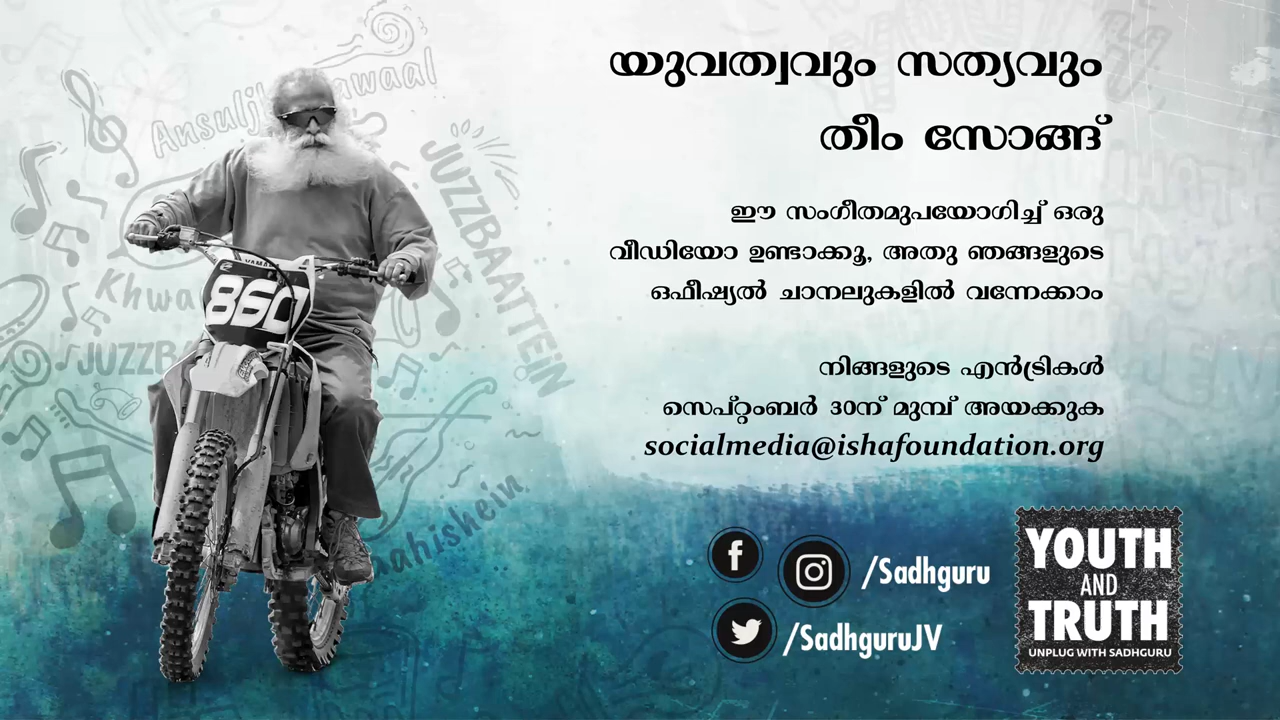 യുവത്വവും സത്യവും
തീം സോങ്ങ്
ഈ സംഗീതമുപയോഗിച്ച് ഒരു
വീഡിയോ ഉണ്ടാക്കൂ, അതു ഞങ്ങളുടെ
ഒഫീഷ്യൽ ചാനലുകളിൽ വന്നേക്കാം
നിങ്ങളുടെ എൻട്രികൾ
സെപ്റ്റംബർ 30ന് മുമ്പ് അയക്കുക
socialmedia@ishafoundation.org
/Sadhguru
/SadhguruJV
YOUTH
AND
TRUTH
UNPLUG WITH SADHGURU
860
JUZZBAATTEIN